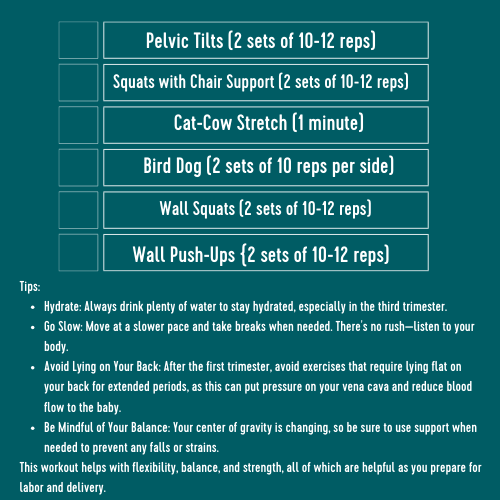 Pelvic Tilts (2 sets of 10-12 reps)
Squats with Chair Support (2 sets of 10-12 reps)
Cat-Cow Stretch (1 minute)
Bird Dog (2 sets of 10 reps per side)
Wall Squats (2 sets of 10-12 reps)
Wall Push-Ups {2 sets of 10-12 reps)
Tips:
• Hydrate: Always drink plenty of water to stay hydrated, especially in the third trimester.
• Go Slow: Move at a slower pace and take breaks when needed. There's no rush—listen to your
body.
• Avoid Lying on Your Back: After the first trimester, avoid exercises that require lying flat on
your back for extended periods, as this can put pressure on your vena cava and reduce blood
flow to the baby.
• Be Mindful of Your Balance: Your center of gravity is changing, so be sure to use support when
needed to prevent any falls or strains.
This workout helps with flexibility, balance, and strength, all of which are helpful as you prepare for
labor and delivery.